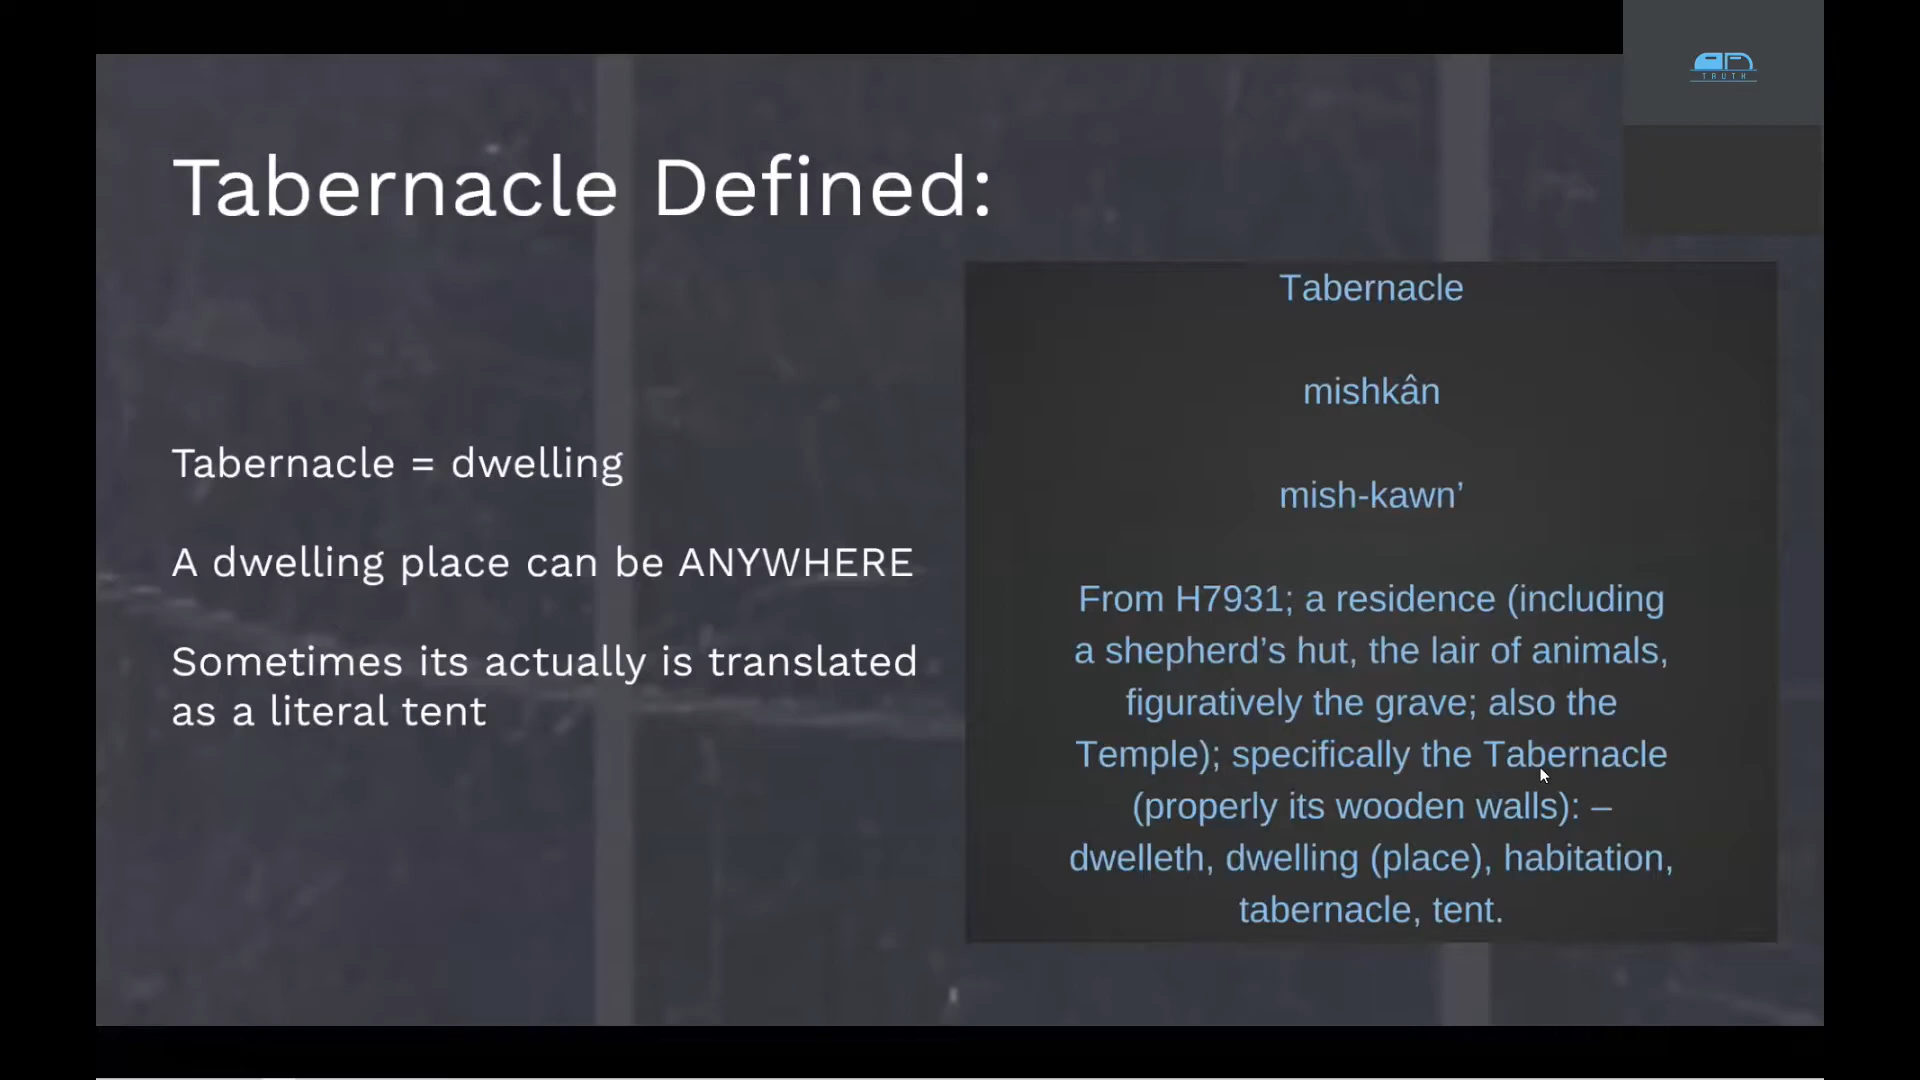 TRUTH
Tabernacle Defined:
Tabernacle = dwelling
A dwelling place can be ANYWHERE
Sometimes its actually is translated
as a literal tent
Tabernacle
mishkân
mish-kawn’
From H7931; a residence (including
a shepherd’s hut, the lair of animals,
figuratively the grave; also the
Temple); specifically the Tabernacle
(properly its wooden walls): –
dwelleth, dwelling (place), habitation,
tabernacle, tent.